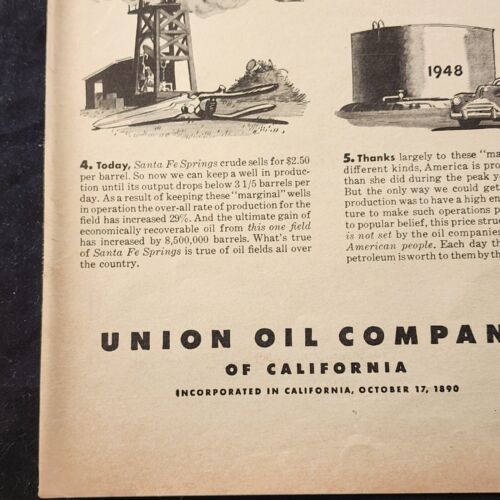 1948
4. Today, Santa Fe Springs crude sells for $2.50
per barrel. So now we can keep a well in produc-
tion until its output drops below 3 1/5 barrels per
day. As a result of keeping these "marginal" wells
in operation the over-all rate of production for the
field has increased 29%. And the ultimate gain of
economically recoverable oil from this one field
has increased by 8,500,000 barrels. What's true
of Santa Fe Springs is true of oil fields all over
the country.
5. Thanks largely to these "ma
different kinds, America is pro
than she did during the peak y
But the only way we could get
production was to have a high en
ture to make such operations p
to popular belief, this price struc
is not set by the oil companies
American people. Each day th
petroleum is worth to them by th
UNION OIL COMPAN
OF CALIFORNIA
INCORPORATED IN CALIFORNIA, OCTOBER 17, 1890